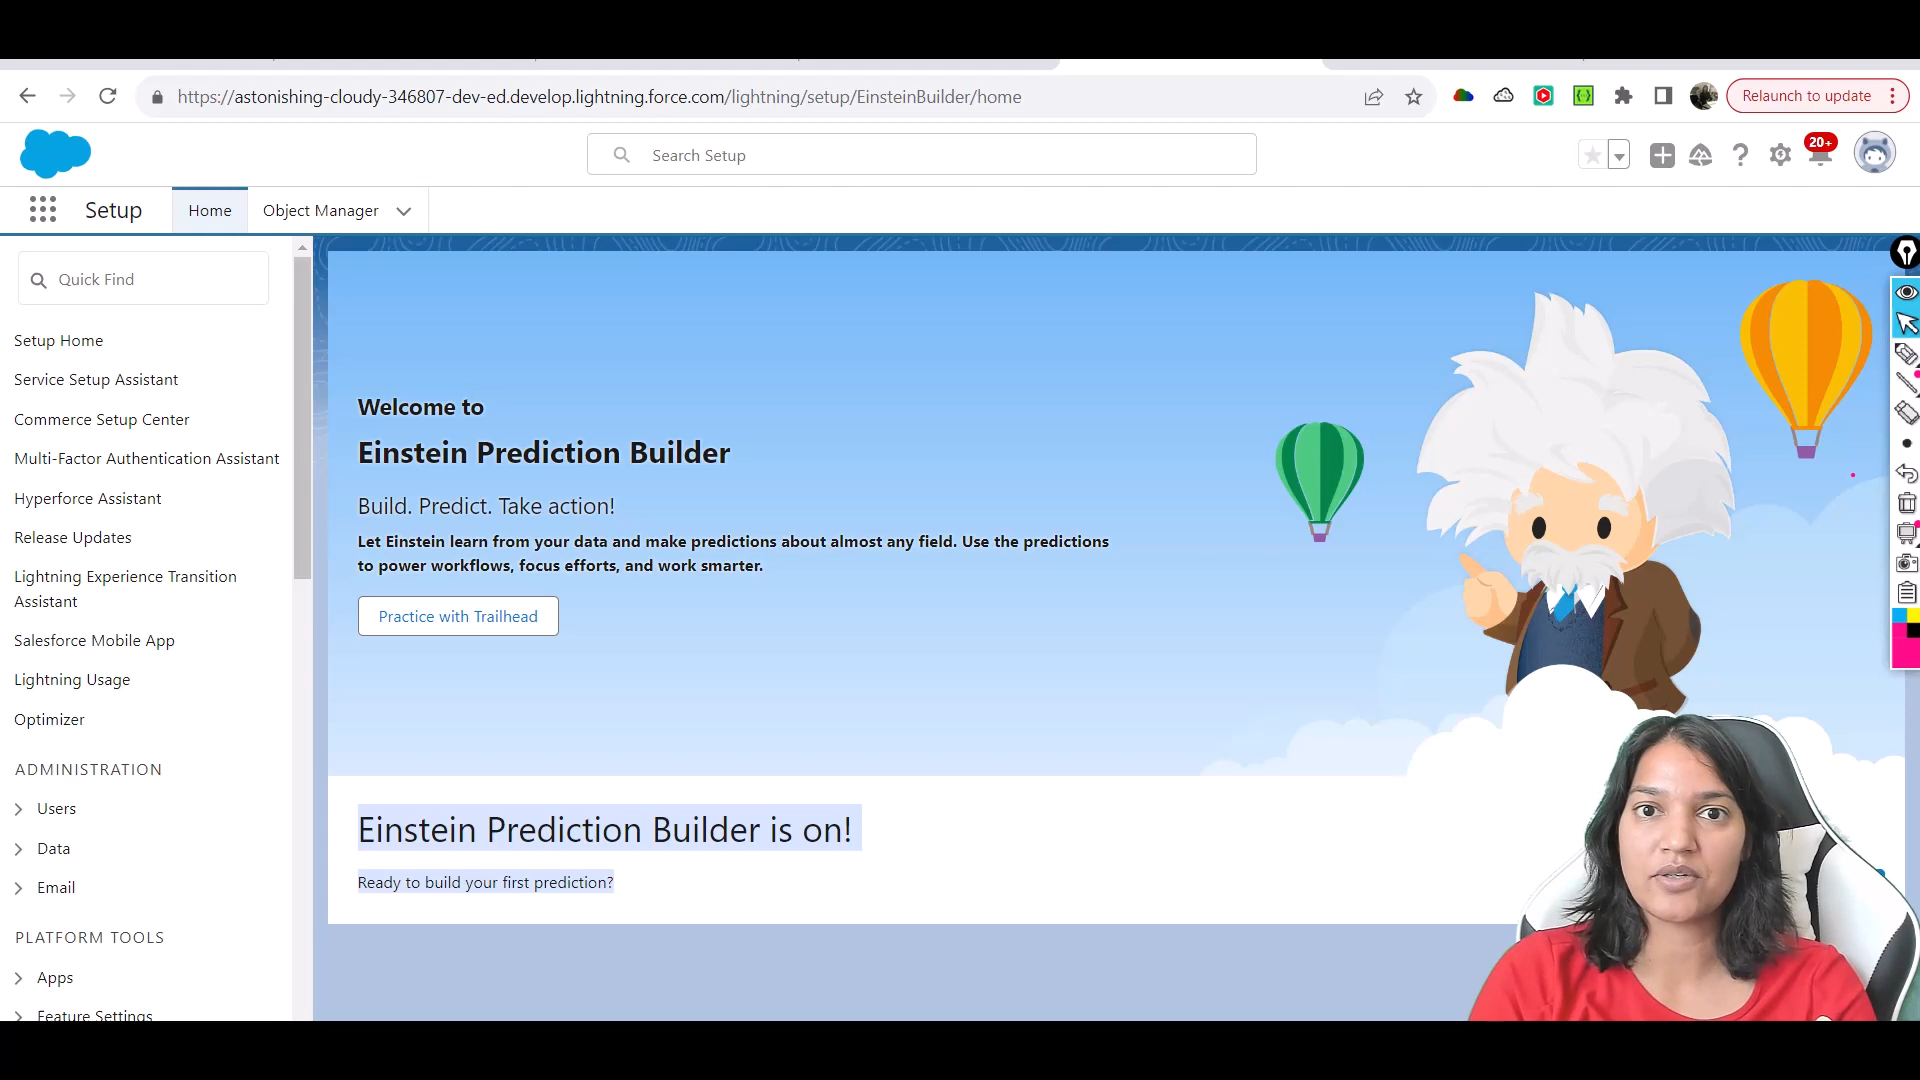 https://astonishing-cloudy-346807-dev-ed.develop.lightning.force.com/lightning/setup/EinsteinBuilder/home
Relaunch to update
Search Setup
20+
Setup
Home
Object Manager
Quick Find
Setup Home
Service Setup Assistant
Commerce Setup Center
Multi-Factor Authentication Assistant
Hyperforce Assistant
Release Updates
Lightning Experience Transition
Assistant
Salesforce Mobile App
Lightning Usage
Optimizer
ADMINISTRATION
Users
Data
Email
PLATFORM TOOLS
Apps
Feature Settings
Welcome to
Einstein Prediction Builder
Build. Predict. Take action!
Let Einstein learn from your data and make predictions about almost any field. Use the predictions
to power workflows, focus efforts, and work smarter.
Practice with Trailhead
Einstein Prediction Builder is on!
Ready to build your first prediction?